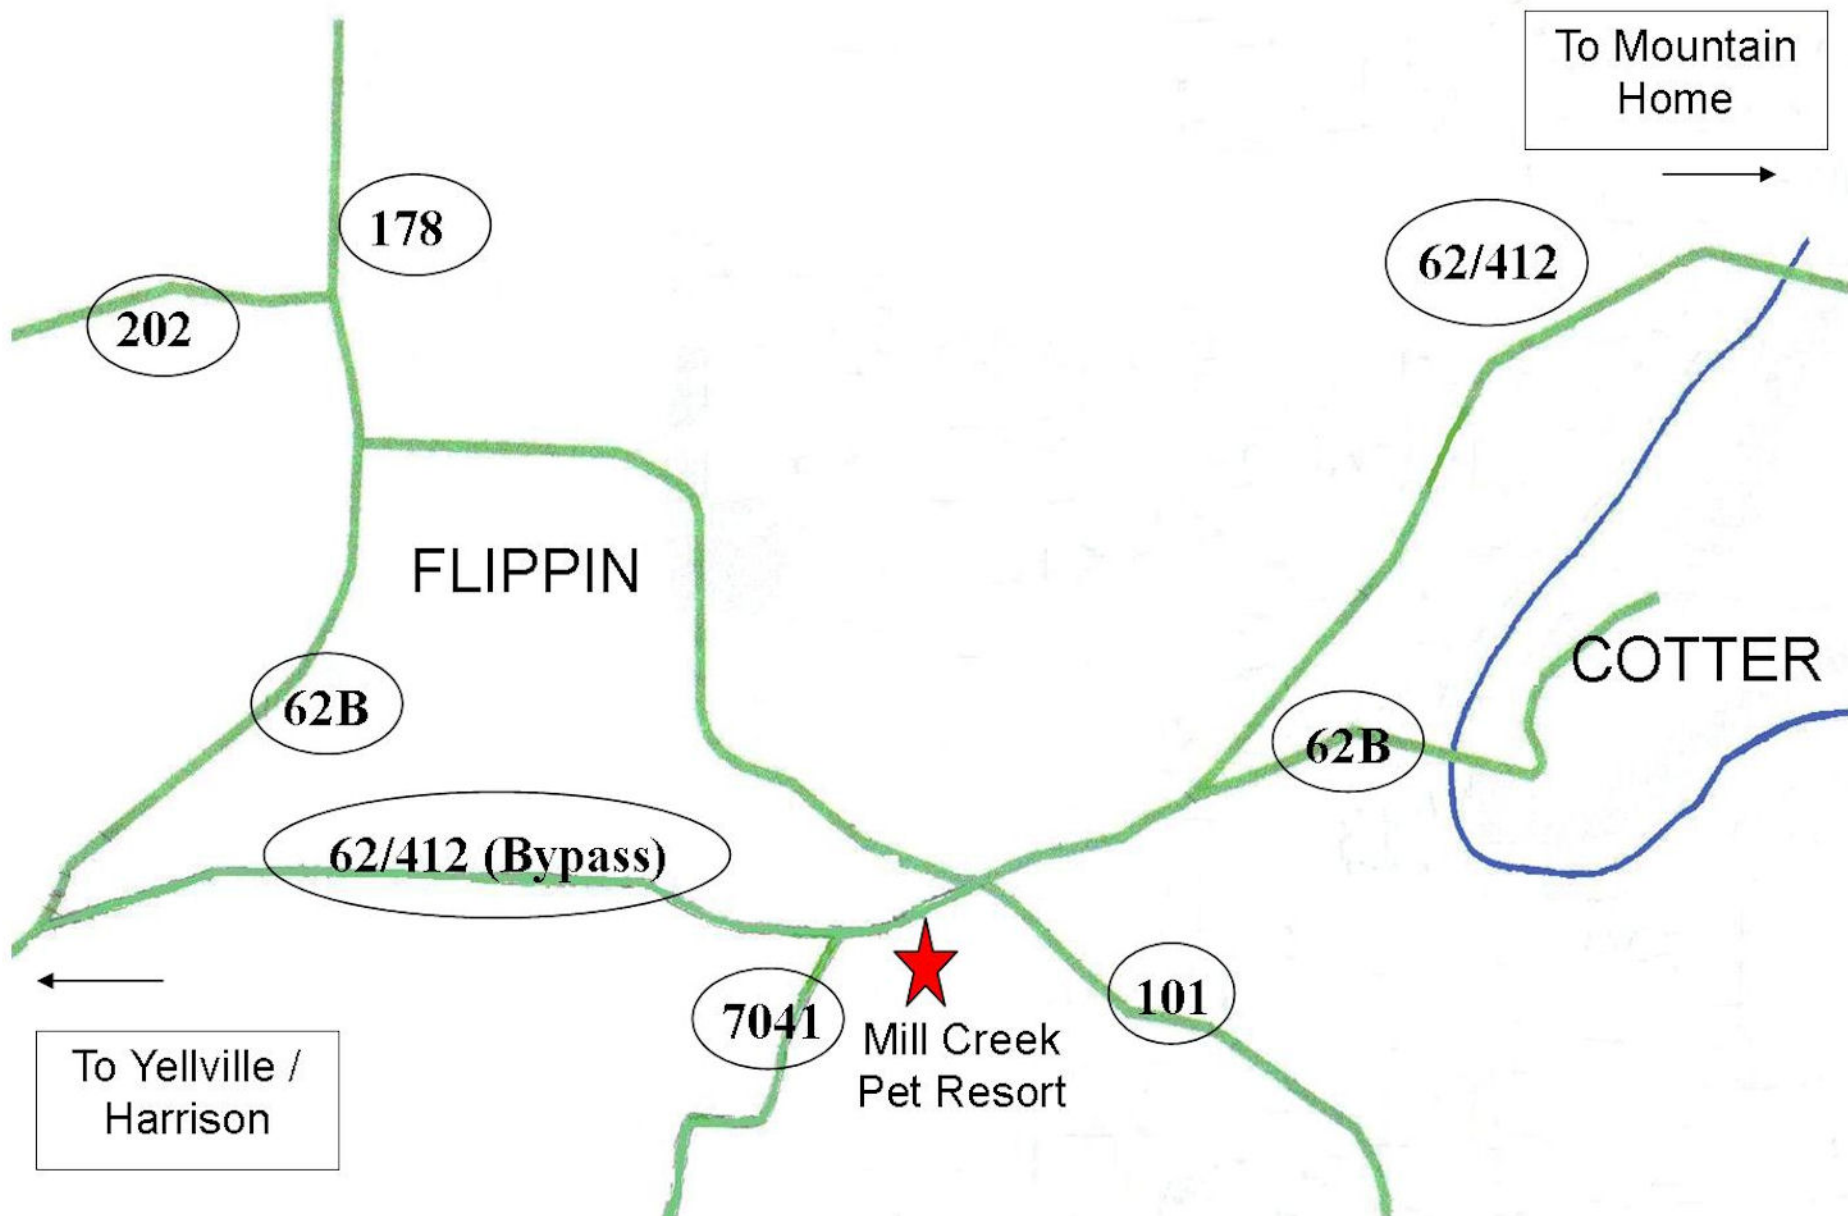 To Mountain
Home
178
62/412
202
FLIPPIN
COTTER
62B
62B
62/412 (Bypass)
7041
101
Mill Creek
Pet Resort
To Yellville /
Harrison